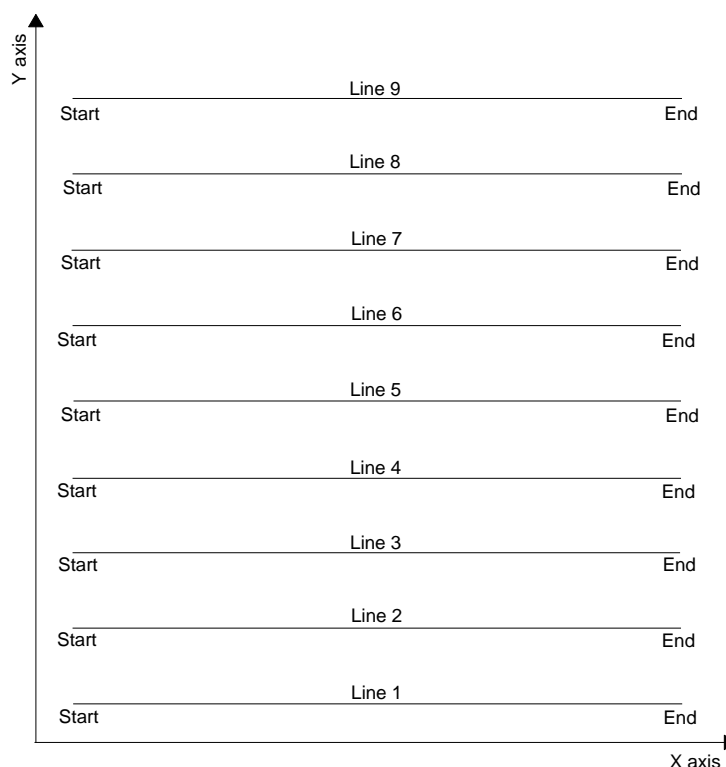 Y axis
Line 9
Start End
Line 8
Start End
Line 7
Start End
Line 6
Start End
Line 5
Start End
Line 4
Start End
Line 3
Start End
Line 2
Start End
Line 1
Start End
X axis